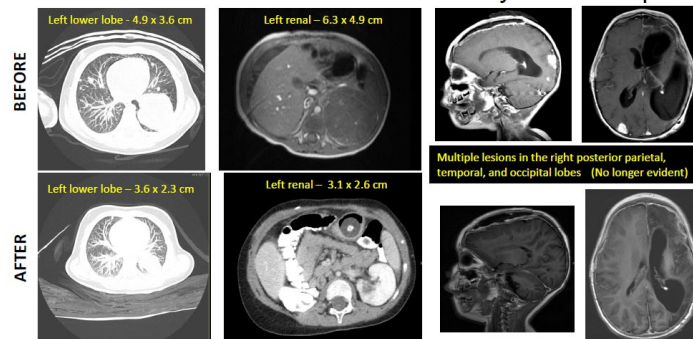 BEFORE
Left lower lobe - 4.9 x 3.6 cm
Left renal – 6.3 x 4.9 cm
Multiple lesions in the right posterior parietal,
temporal, and occipital lobes (No longer evident)
AFTER
Left lower lobe – 3.6 x 2.3 cm
Left renal – 3.1 x 2.6 cm